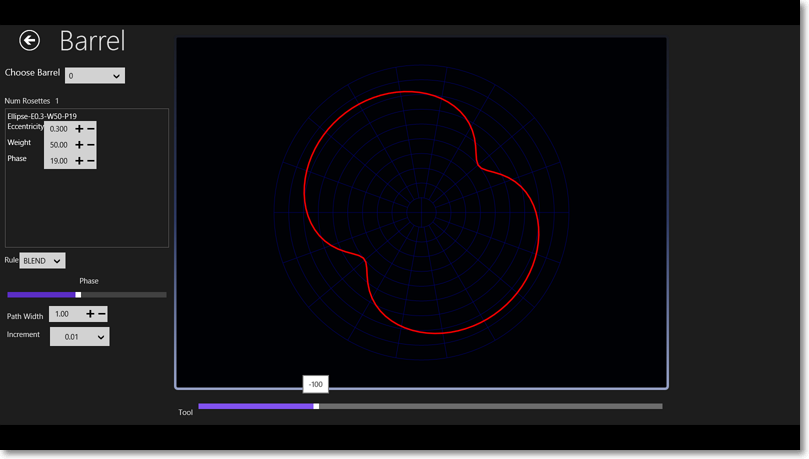 Barrel
Choose Barrel 0
Num Rosettes 1
Ellipse-E0.3-W50-P19
Eccentricity 0.300 + −
Weight 50.00 + −
Phase 19.00 + −
Rule BLEND
Phase
Path Width 1.00 + −
Increment 0.01
-100
Tool